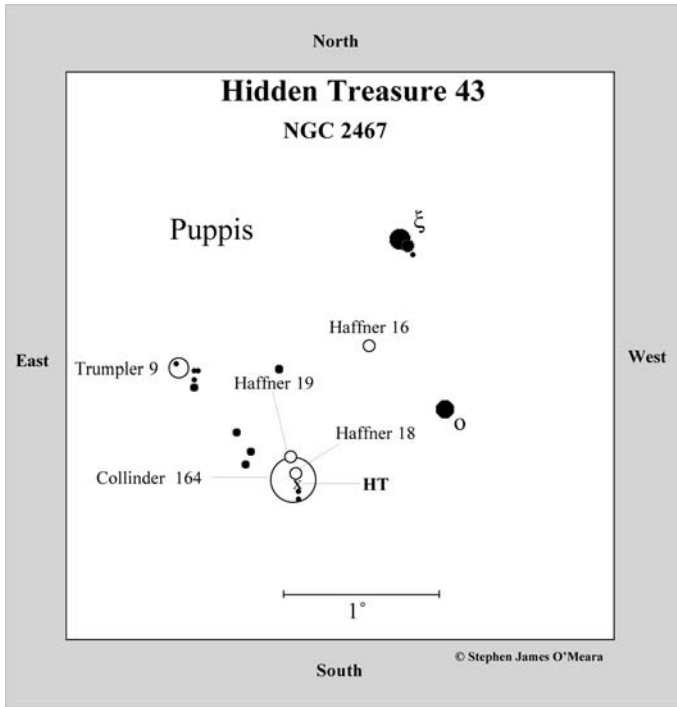 North
Hidden Treasure 43
NGC 2467
ξ
Puppis
Haffner 16
East
West
Trumpler 9
Haffner 19
o
Haffner 18
Collinder 164
x
HT
1°
© Stephen James O’Meara
South